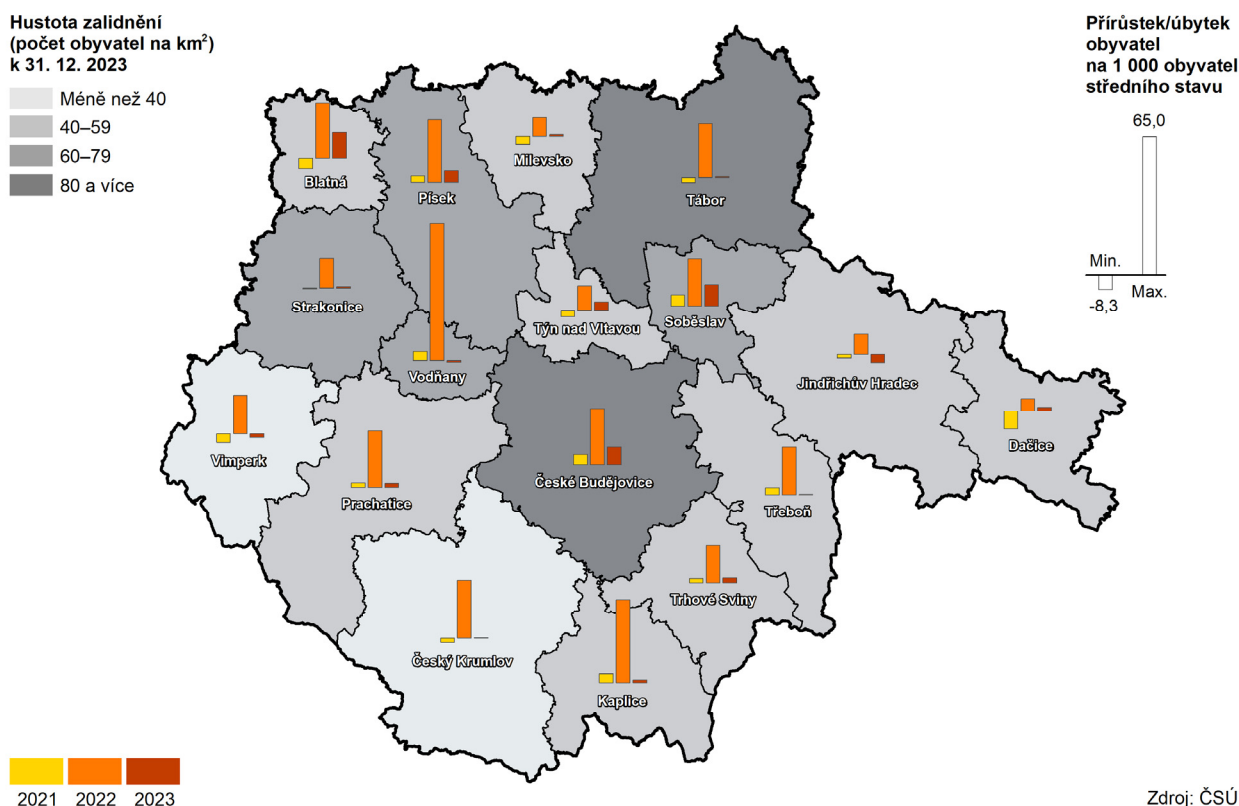 Hustota zalidnění
(počet obyvatel na km²)
k 31. 12. 2023
Méně než 40
40–59
60–79
80 a více
Přírůstek/úbytek
obyvatel
na 1 000 obyvatel
středního stavu
65,0
Min.
Max.
-8,3
Blatná
Písek
Milevsko
Tábor
Strakonice
Týn nad Vltavou
Soběslav
Vodňany
Jindřichův Hradec
Dačice
Vimperk
Prachatice
České Budějovice
Třeboň
Trhové Sviny
Český Krumlov
Kaplice
2021 2022 2023
Zdroj: ČSÚ